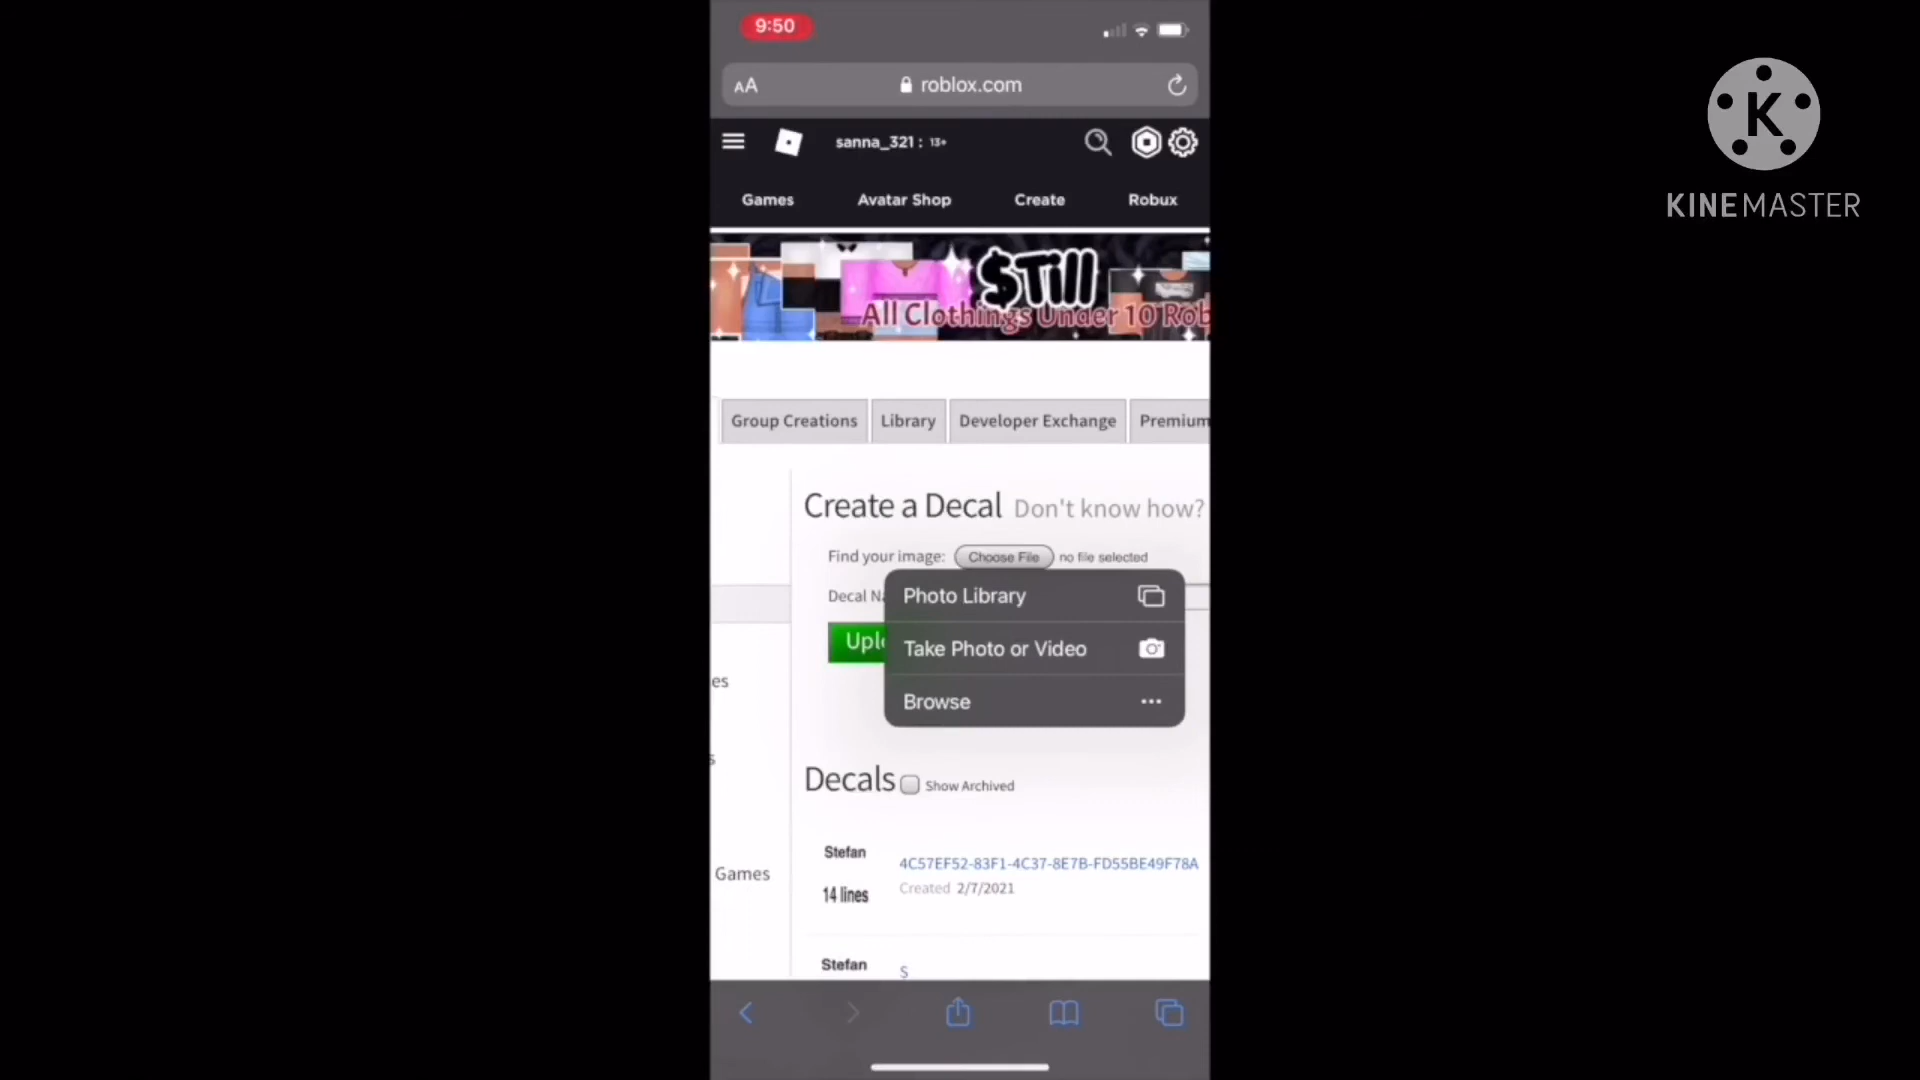 9:50
AA
roblox.com
sanna_321 : 13+
Games
Avatar Shop
Create
Robux
$Till
All Clothings Under 10 Rob
Group Creations
Library
Developer Exchange
Premium
Create a Decal Don't know how?
Find your image: Choose File no file selected
Decal Na
Photo Library
Uplo
Take Photo or Video
es
Browse
s
Decals Show Archived
Stefan
14 lines
4C57EF52-83F1-4C37-8E7B-FD55BE49F78A
Created 2/7/2021
Games
Stefan
S
K
KINEMASTER